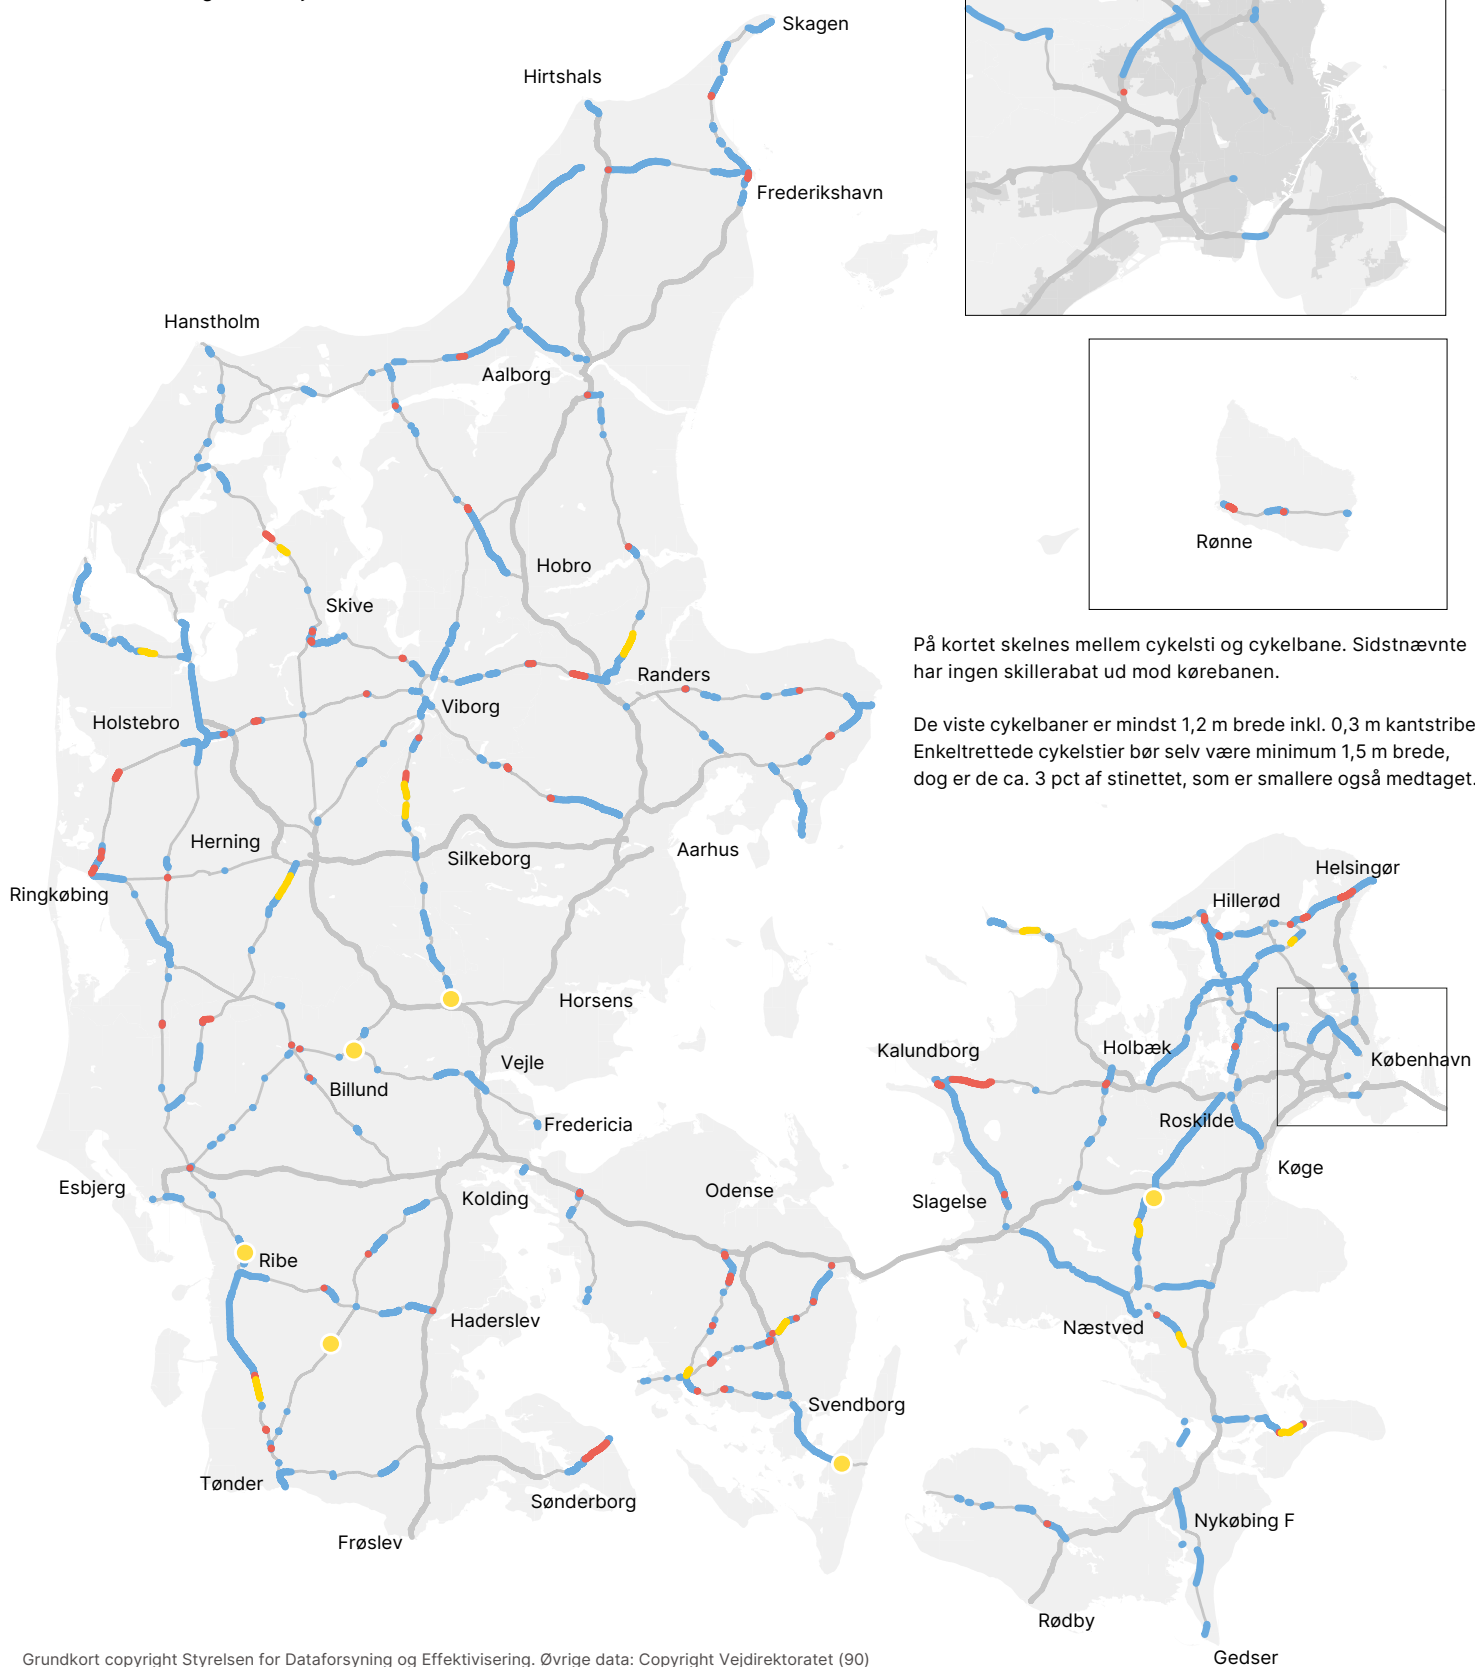 Skagen
Hirtshals
Frederikshavn
Hanstholm
Aalborg
Hobro
Rønne
Skive
På kortet skelnes mellem cykelsti og cykelbane. Sidstnævnte
har ingen skillerabat ud mod kørebanen.
Randers
Viborg
Holstebro
De viste cykelbaner er mindst 1,2 m brede inkl. 0,3 m kantstribe
Enkeltrettede cykelstier bør selv være minimum 1,5 m brede,
dog er de ca. 3 pct af stinettet, som er smallere også medtaget.
Herning
Silkeborg
Aarhus
Ringkøbing
Helsingør
Hillerød
Horsens
Kalundborg
Holbæk
København
Vejle
Billund
Fredericia
Roskilde
Køge
Esbjerg
Kolding
Odense
Slagelse
Ribe
Haderslev
Næstved
Svendborg
Tønder
Sønderborg
Nykøbing F
Frøslev
Rødby
Gedser
Grundkort copyright Styrelsen for Dataforsyning og Effektivisering. Øvrige data: Copyright Vejdirektoratet (90)